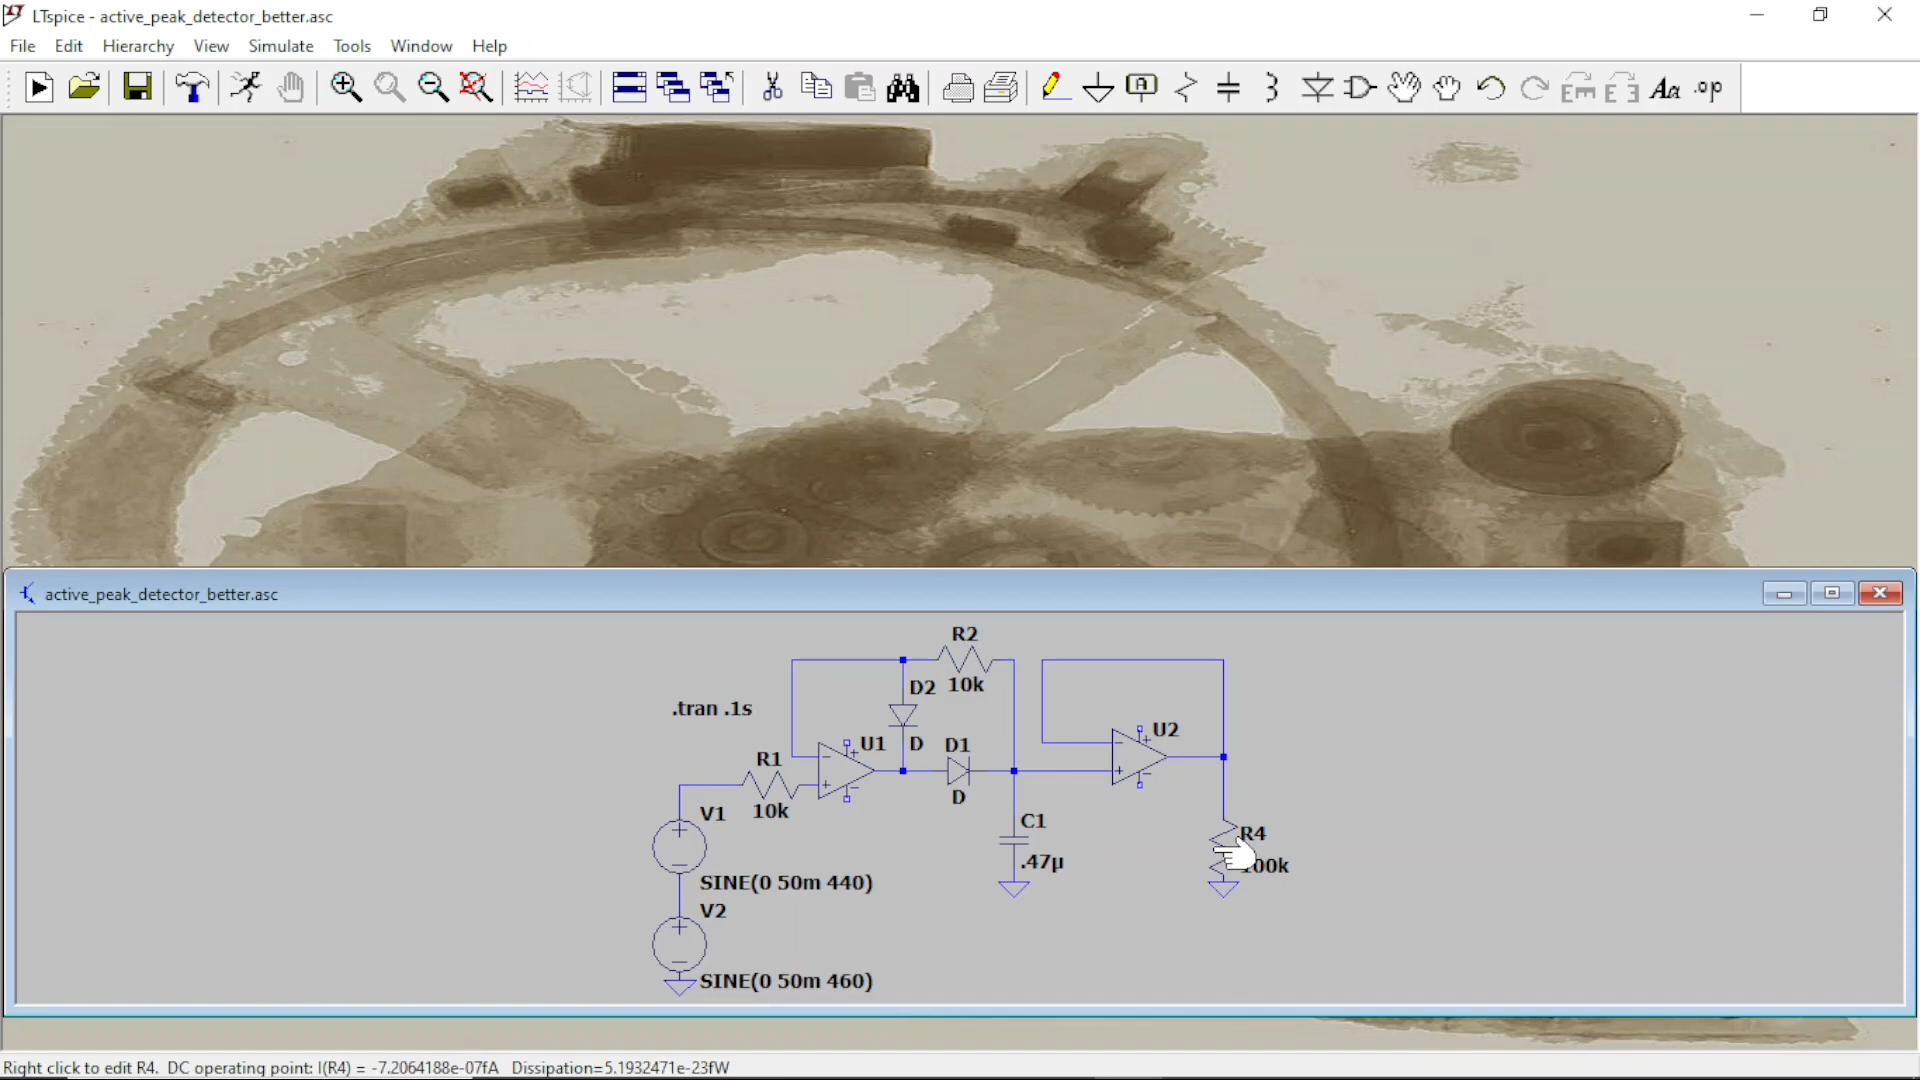 LTspice - active_peak_detector_better.asc
File Edit Hierarchy View Simulate Tools Window Help
A Aa .op
active_peak_detector_better.asc
R2
10k
D2
.tran .1s
U1
D
D1
D
U2
R1
10k
V1
C1
.47µ
R4
SINE(0 50m 440)
V2
SINE(0 50m 460)
Right click to edit R4. DC operating point: I(R4) = -7.2064188e-07fA Dissipation=5.1932471e-23fW